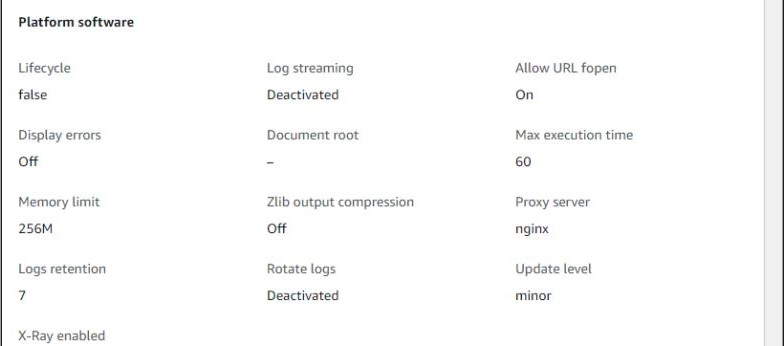 Platform software
Lifecycle Log streaming Allow URL fopen
false Deactivated On
Display errors Document root Max execution time
Off – 60
Memory limit Zlib output compression Proxy server
256M Off nginx
Logs retention Rotate logs Update level
7 Deactivated minor
X-Ray enabled